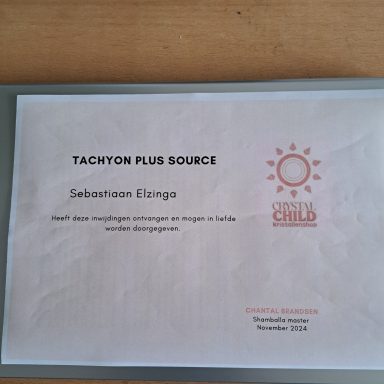 TACHYON PLUS SOURCE
Sebastiaan Elzinga
Heeft deze inwijdingen ontvangen en mogen in liefde
worden doorgegeven.
CRYSTAL
CHILD
Kristallenshop
CHANTAL BRANDSEN
Shamballa master
November 2024